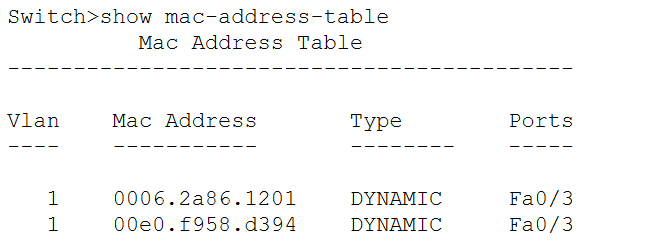 Switch>show mac-address-table
          Mac Address Table
-------------------------------------------

Vlan    Mac Address       Type        Ports
----    -----------       --------    -----

   1    0006.2a86.1201    DYNAMIC     Fa0/3
   1    00e0.f958.d394    DYNAMIC     Fa0/3